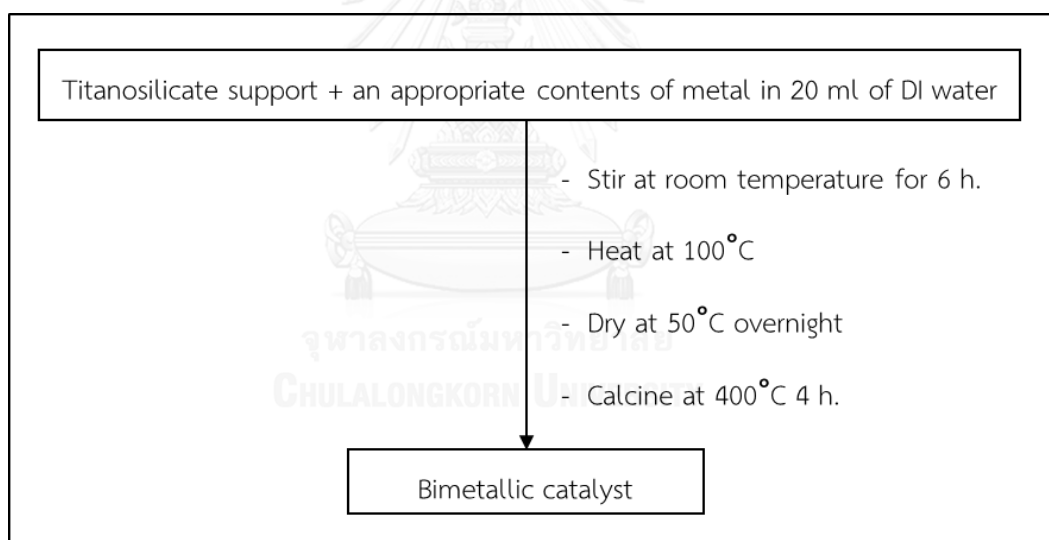 Titanosilicate support + an appropriate contents of metal in 20 ml of DI water
- Stir at room temperature for 6 h.
- Heat at 100°C
- Dry at 50°C overnight
จุฬาลงกรณ์มหาวิทยาลัย
CHULALONGKORN UNIVERSITY
- Calcine at 400°C 4 h.
Bimetallic catalyst